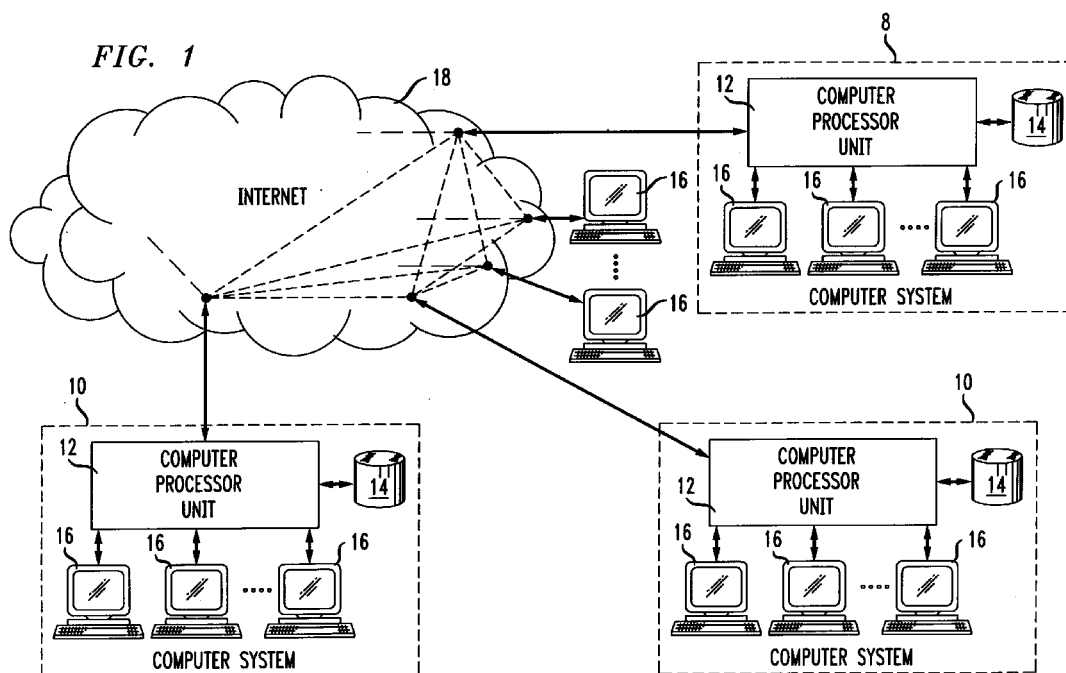 FIG. 1
18
INTERNET
16
16
8
12
COMPUTER
PROCESSOR
UNIT
14
16
16
16
COMPUTER SYSTEM
10
12
COMPUTER
PROCESSOR
UNIT
14
16
16
16
COMPUTER SYSTEM
10
12
COMPUTER
PROCESSOR
UNIT
14
16
16
16
COMPUTER SYSTEM